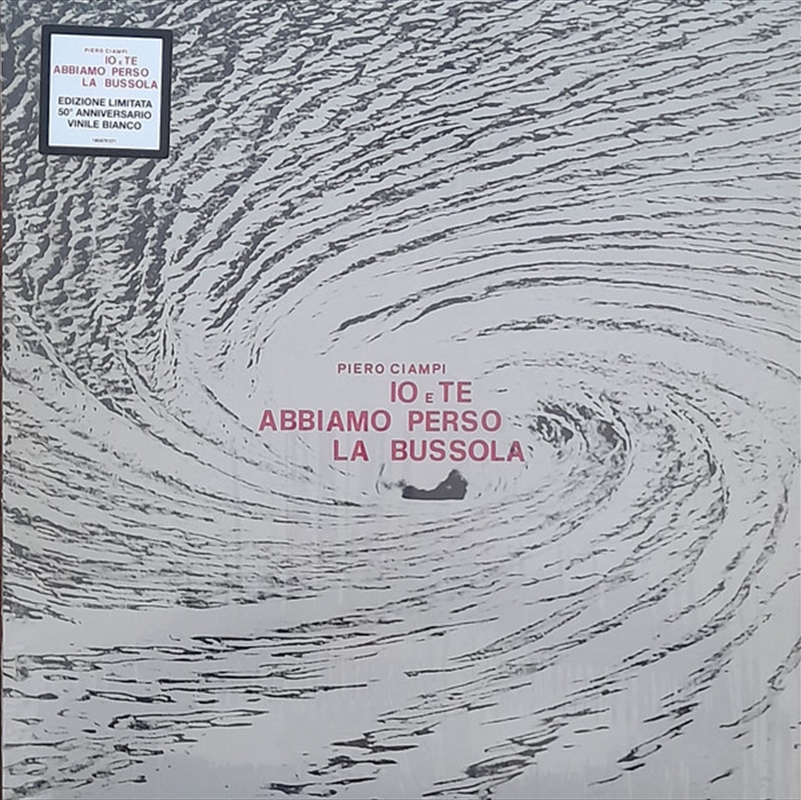 PIERO CIAMPI
IO E TE
ABBIAMO PERSO
LA BUSSOLA
EDIZIONE LIMITATA
50° ANNIVERSARIO
VINILE BIANCO
PIERO CIAMPI
IO E TE
ABBIAMO PERSO
LA BUSSOLA